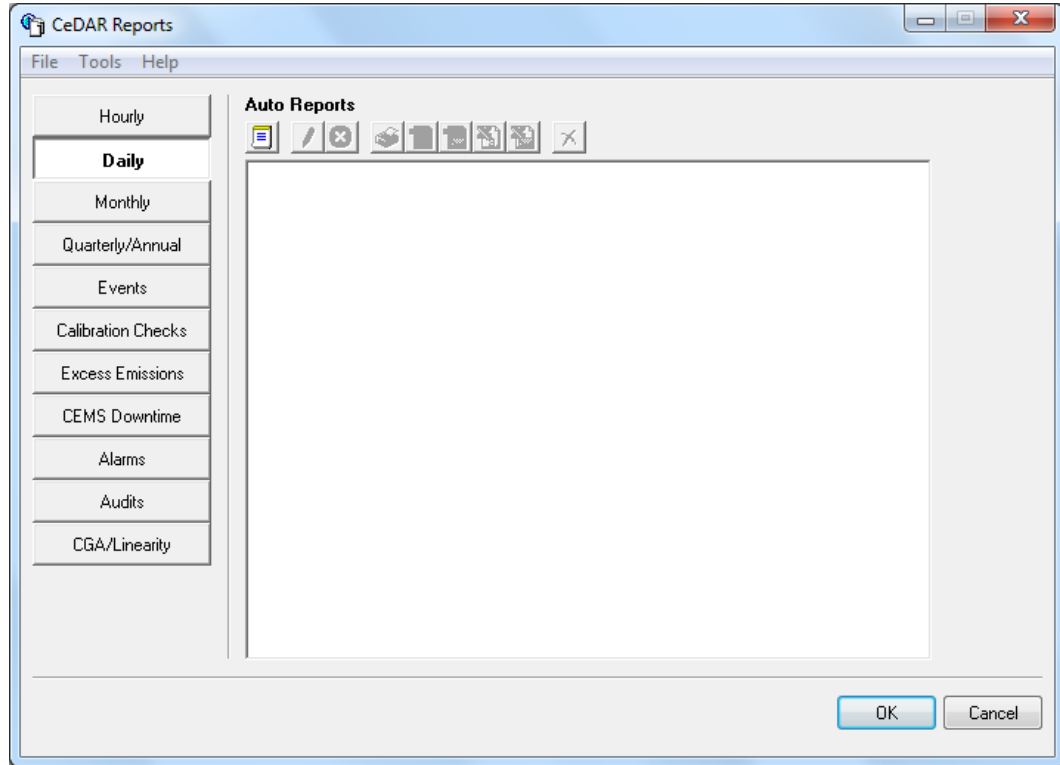 CeDAR Reports
File Tools Help
Hourly
Daily
Monthly
Quarterly/Annual
Events
Calibration Checks
Excess Emissions
CEMS Downtime
Alarms
Audits
CGA/Linearity
Auto Reports
OK Cancel